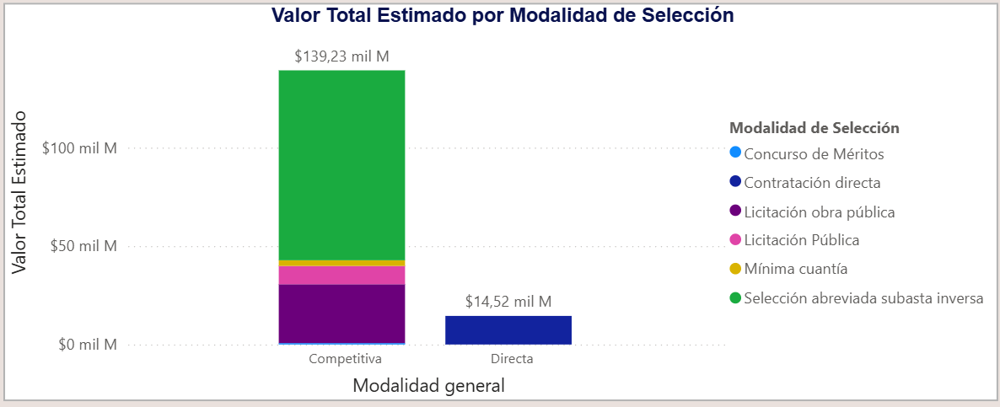 Valor Total Estimado por Modalidad de Selección
Valor Total Estimado
$100 mil M
$50 mil M
$0 mil M
$139,23 mil M
$14,52 mil M
Competitiva
Directa
Modalidad general
Modalidad de Selección
Concurso de Méritos
Contratación directa
Licitación obra pública
Licitación Pública
Mínima cuantía
Selección abreviada subasta inversa